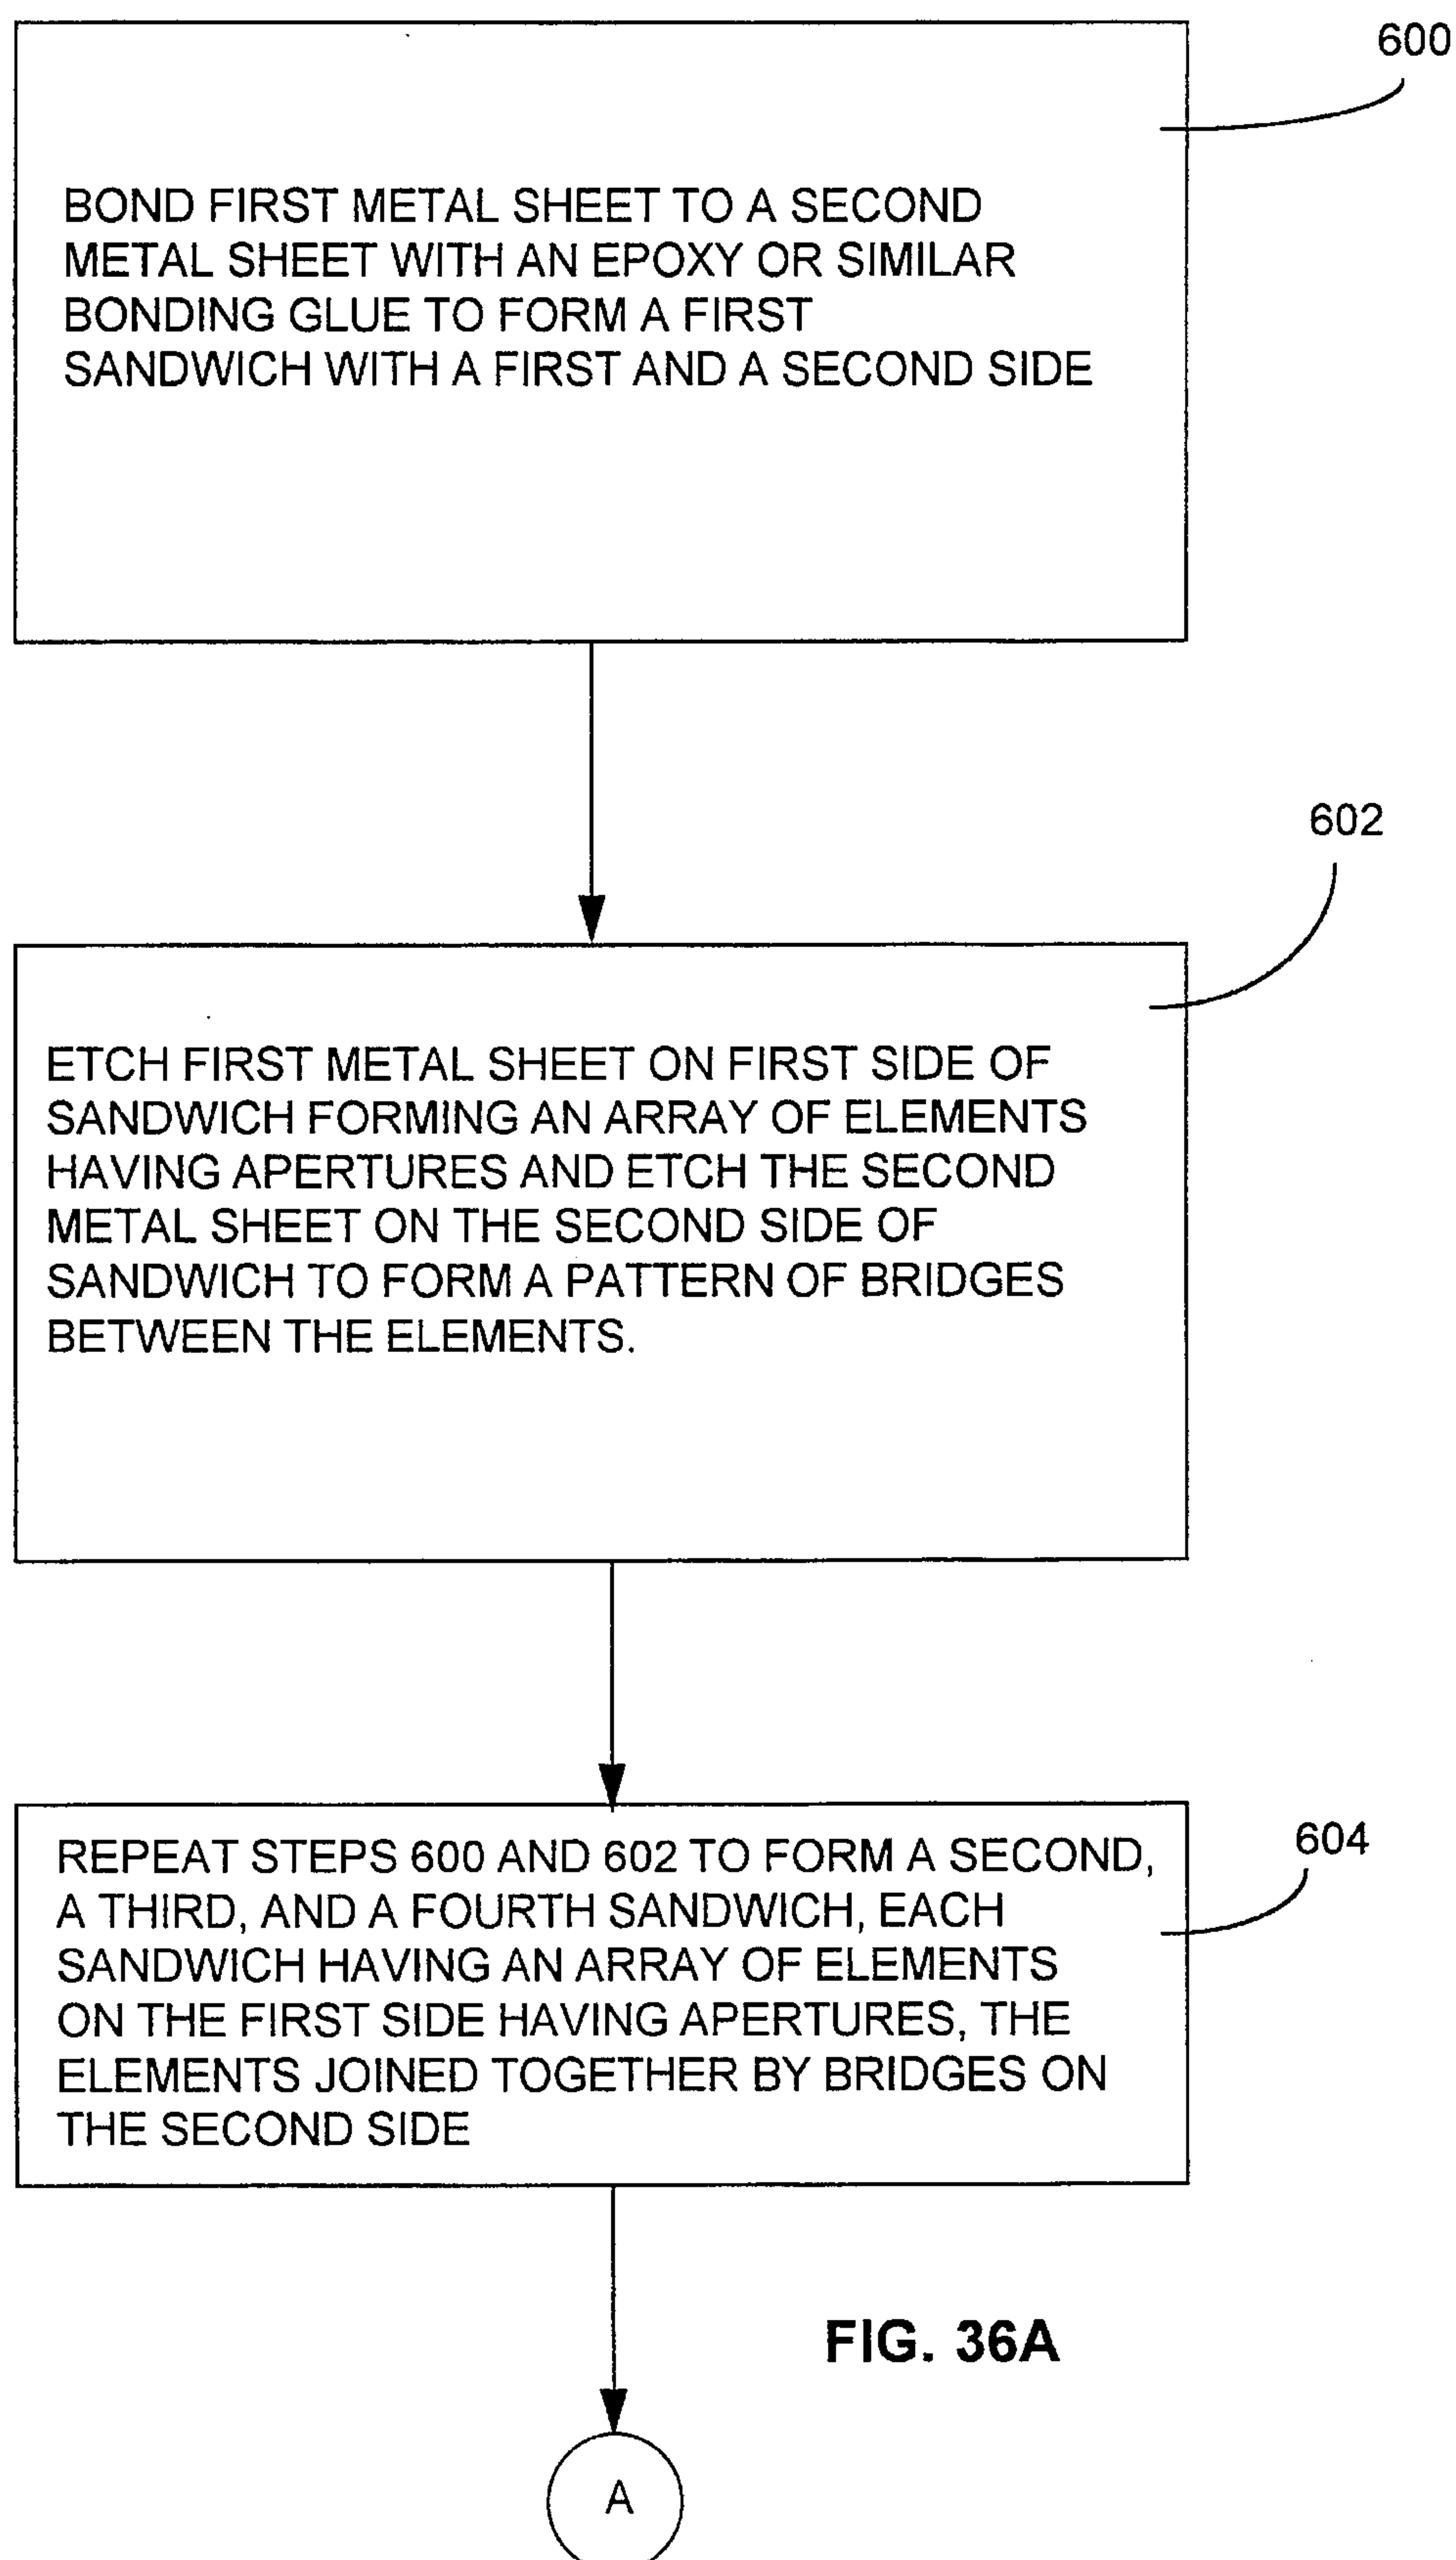 600
BOND FIRST METAL SHEET TO A SECOND
METAL SHEET WITH AN EPOXY OR SIMILAR
BONDING GLUE TO FORM A FIRST
SANDWICH WITH A FIRST AND A SECOND SIDE
602
ETCH FIRST METAL SHEET ON FIRST SIDE OF
SANDWICH FORMING AN ARRAY OF ELEMENTS
HAVING APERTURES AND ETCH THE SECOND
METAL SHEET ON THE SECOND SIDE OF
SANDWICH TO FORM A PATTERN OF BRIDGES
BETWEEN THE ELEMENTS.
604
REPEAT STEPS 600 AND 602 TO FORM A SECOND,
A THIRD, AND A FOURTH SANDWICH, EACH
SANDWICH HAVING AN ARRAY OF ELEMENTS
ON THE FIRST SIDE HAVING APERTURES, THE
ELEMENTS JOINED TOGETHER BY BRIDGES ON
THE SECOND SIDE
FIG. 36A
A